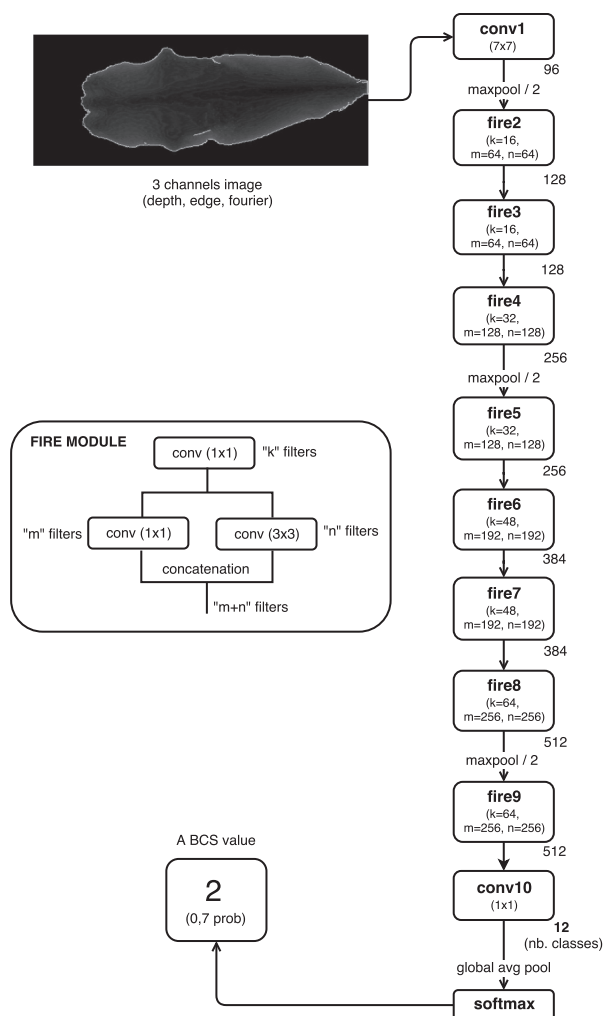 conv1
(7x7)
96
maxpool / 2
fire2
(k=16,
m=64, n=64)
128
3 channels image
(depth, edge, fourier)
fire3
(k=16,
m=64, n=64)
128
fire4
(k=32,
m=128, n=128)
256
maxpool / 2
fire5
(k=32,
m=128, n=128)
256
FIRE MODULE
conv (1x1)
"k" filters
"m" filters
conv (1x1)
conv (3x3)
"n" filters
concatenation
"m+n" filters
fire6
(k=48,
m=192, n=192)
384
fire7
(k=48,
m=192, n=192)
384
fire8
(k=64,
m=256, n=256)
512
maxpool / 2
fire9
(k=64,
m=256, n=256)
512
conv10
(1x1)
12
(nb. classes)
global avg pool
softmax
A BCS value
2
(0,7 prob)